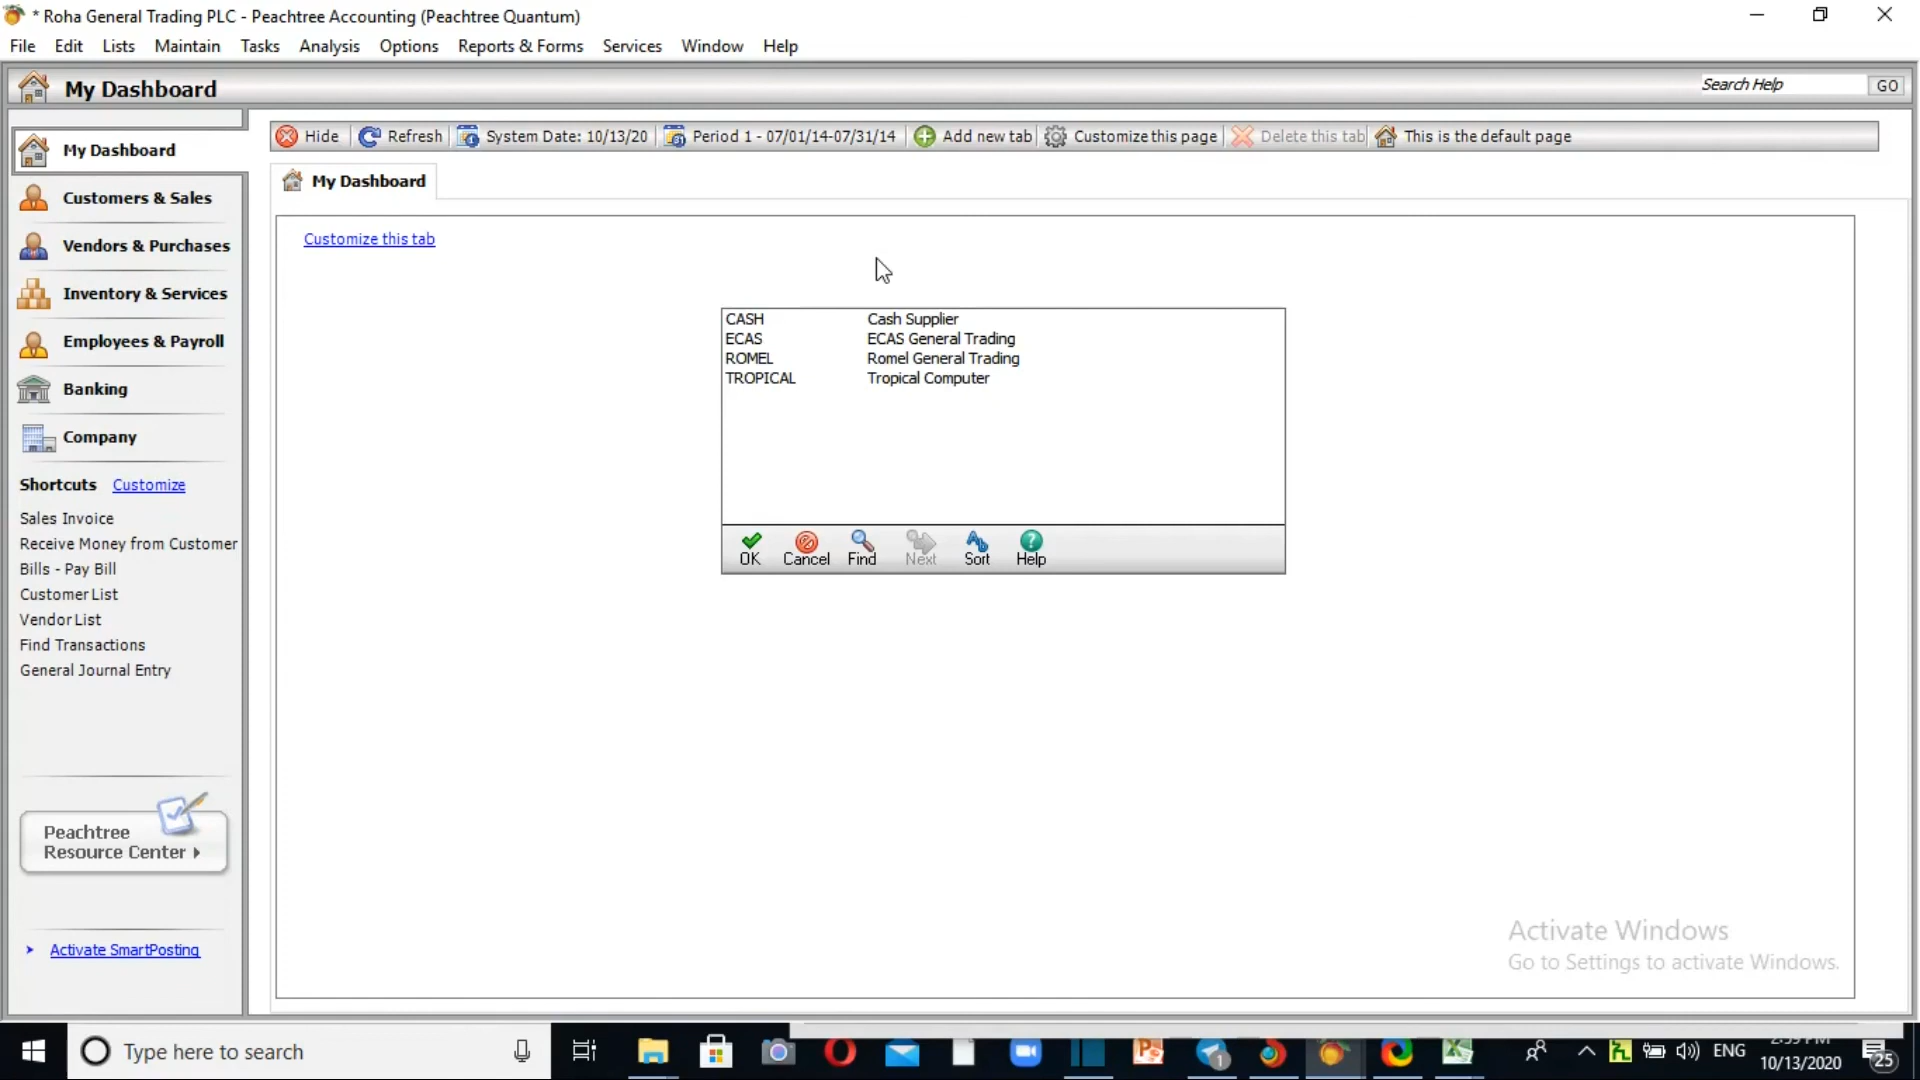 * Roha General Trading PLC - Peachtree Accounting (Peachtree Quantum)
File Edit Lists Maintain Tasks Analysis Options Reports & Forms Services Window Help
My Dashboard
Search Help GO
Hide Refresh System Date: 10/13/20 Period 1 - 07/01/14-07/31/14 Add new tab Customize this page Delete this tab This is the default page
My Dashboard
Customers & Sales
Vendors & Purchases
Inventory & Services
Employees & Payroll
Banking
Company
Shortcuts Customize
Sales Invoice
Receive Money from Customer
Bills - Pay Bill
Customer List
Vendor List
Find Transactions
General Journal Entry
Peachtree
Resource Center
Activate SmartPosting
My Dashboard
Customize this tab
CASH Cash Supplier
ECAS ECAS General Trading
ROMEL Romel General Trading
TROPICAL Tropical Computer
OK Cancel Find Next Sort Help
Activate Windows
Go to Settings to activate Windows.
Type here to search
1
ENG
10/13/2020
25